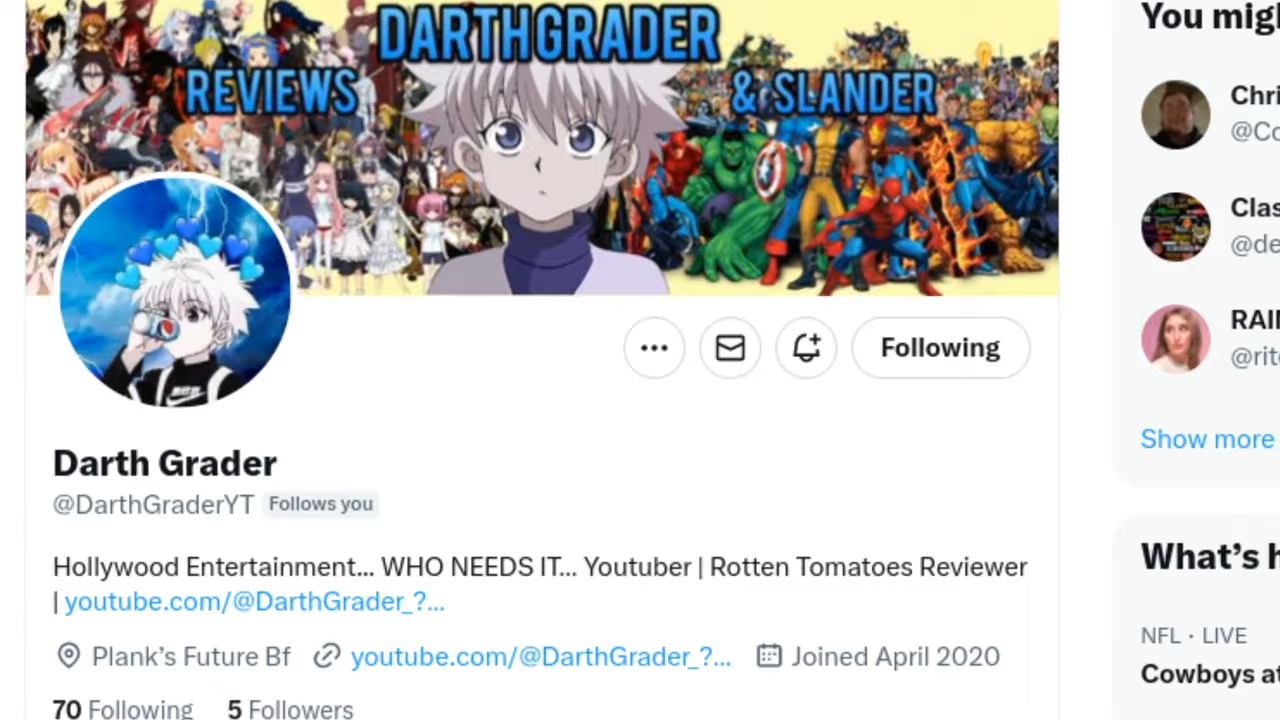 DARTHGRADER
REVIEWS
& SLANDER
Following
Darth Grader
@DarthGraderYT Follows you
Hollywood Entertainment... WHO NEEDS IT... Youtuber | Rotten Tomatoes Reviewer
| youtube.com/@DarthGrader_?...
Plank’s Future Bf youtube.com/@DarthGrader_?... Joined April 2020
70 Following 5 Followers
You mig
Chri
@Co
Clas
@de
RAI
@rit
Show more
What’s h
NFL · LIVE
Cowboys at